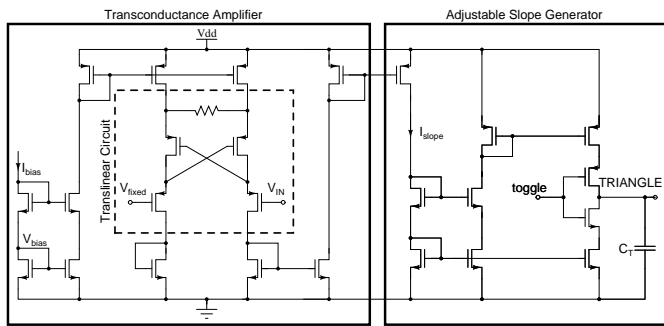 Transconductance Amplifier
Adjustable Slope Generator
Vdd
Translinear Circuit
Ibias
Vbias
Vfixed
VIN
Islope
toggle
TRIANGLE
CT